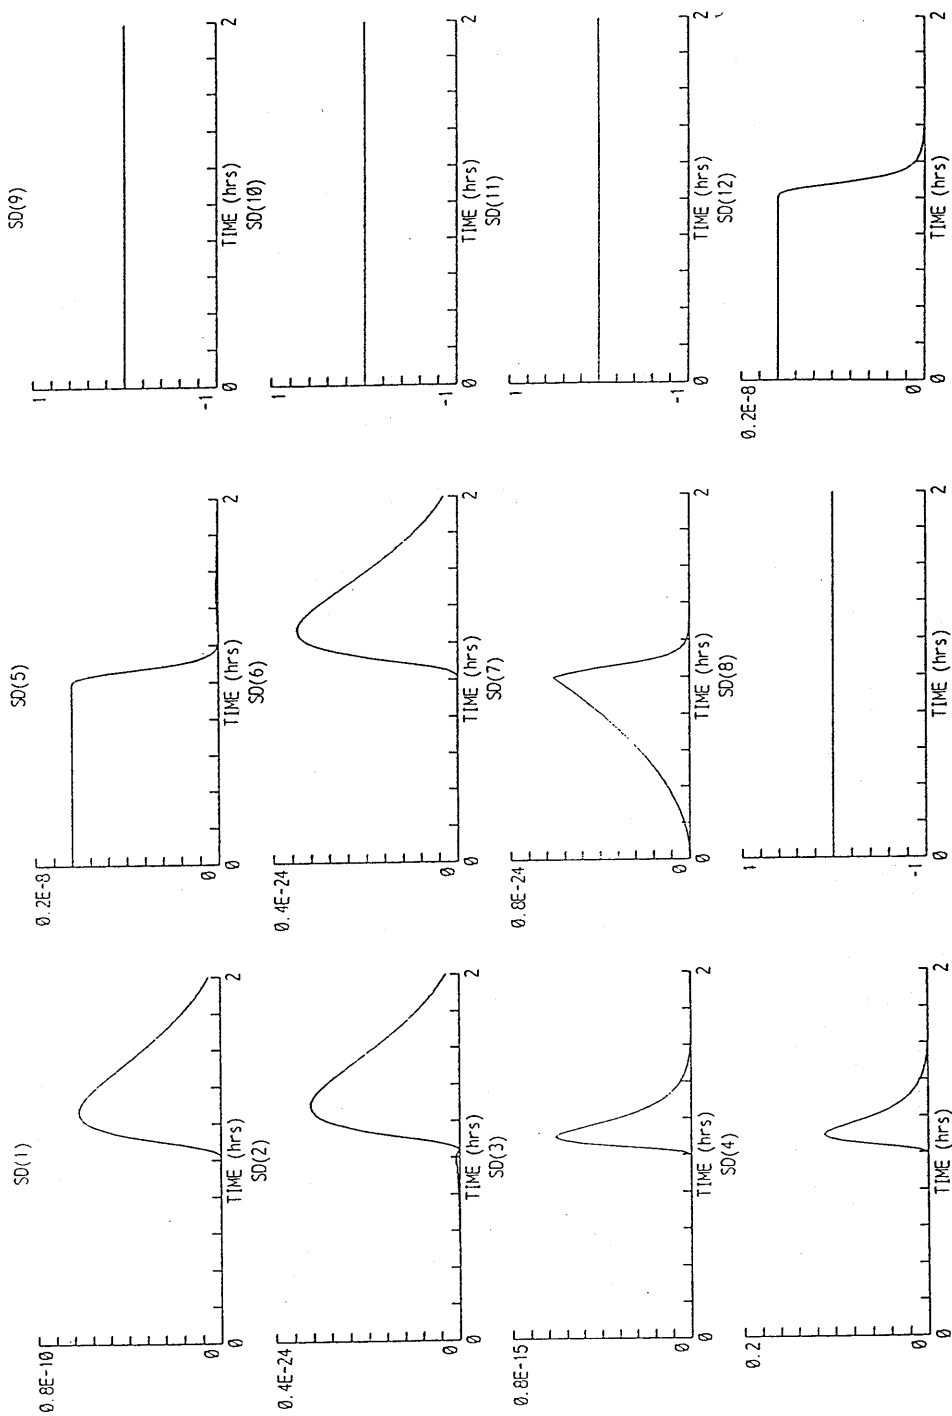 SD(1)
SD(5)
SD(9)
0.8E-10
0.2E-8
1
0
0
-1
0
2
0
2
0
2
TIME (hrs)
TIME (hrs)
TIME (hrs)
SD(2)
SD(6)
SD(10)
0.4E-24
0.4E-24
1
0
0
-1
0
2
0
2
0
2
TIME (hrs)
TIME (hrs)
TIME (hrs)
SD(3)
SD(7)
SD(11)
0.8E-15
0.8E-24
1
0
0
-1
0
2
0
2
0
2
TIME (hrs)
TIME (hrs)
TIME (hrs)
SD(4)
SD(8)
SD(12)
0.2
1
0.2E-8
0
-1
0
0
2
0
2
0
2
TIME (hrs)
TIME (hrs)
TIME (hrs)